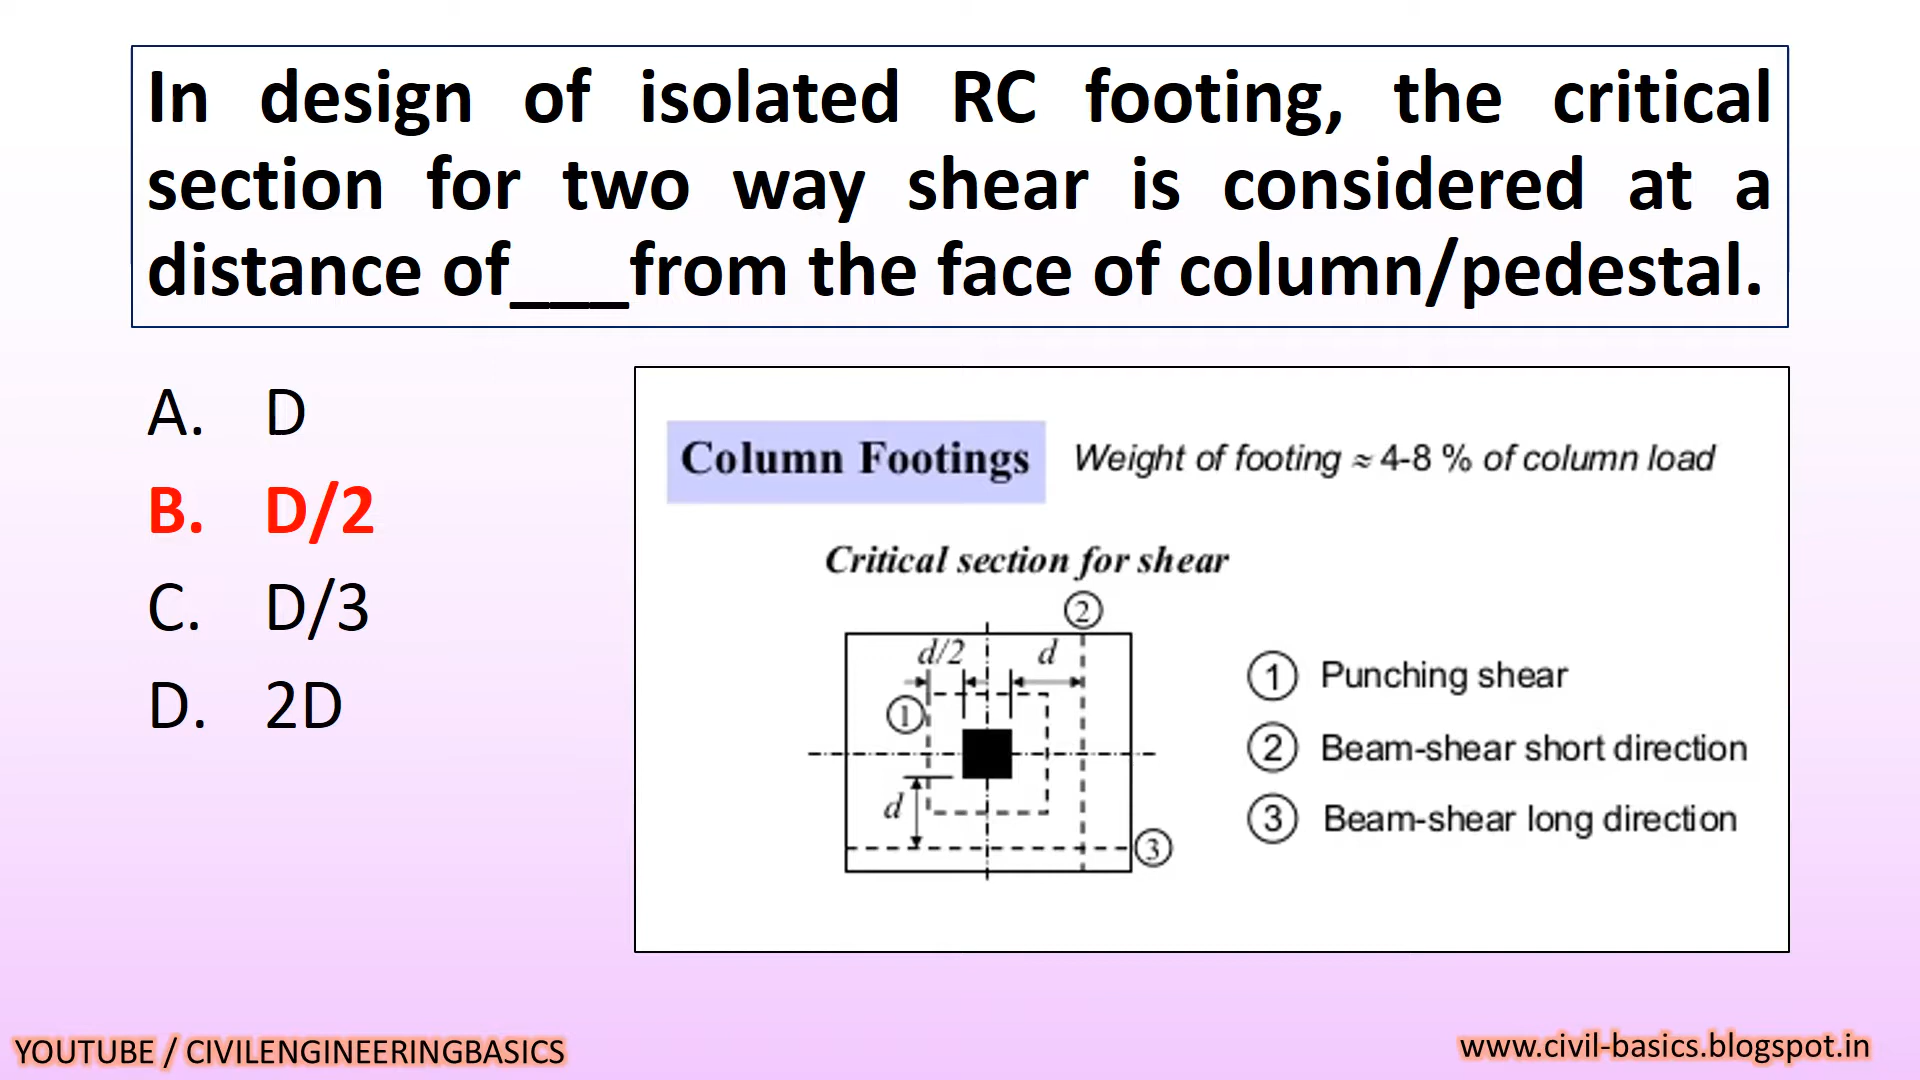 In design of isolated RC footing, the critical
section for two way shear is considered at a
distance of___from the face of column/pedestal.
A. D
B. D/2
C. D/3
D. 2D
Column Footings
Weight of footing ≈ 4-8 % of column load
Critical section for shear
2
d/2
d
1
d
3
1 Punching shear
2 Beam-shear short direction
3 Beam-shear long direction
YOUTUBE / CIVILENGINEERINGBASICS
www.civil-basics.blogspot.in